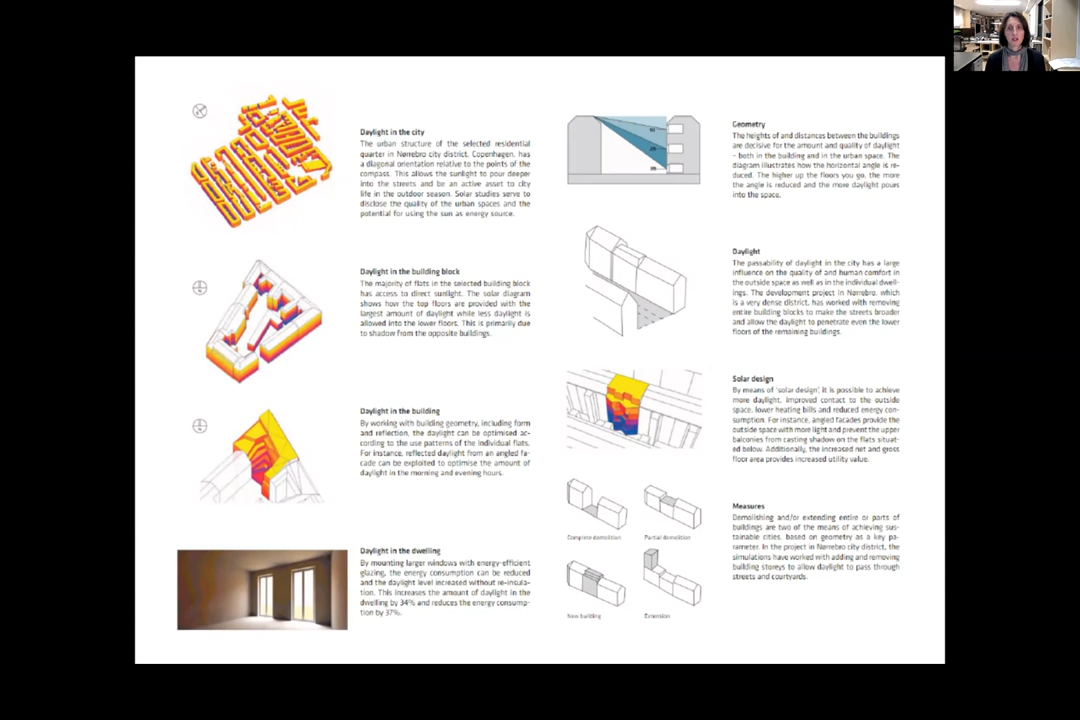 Daylight in the city
The urban structure of the selected residential
quarter in Nørrebro city district, Copenhagen, has
a diagonal orientation relative to the points of the
compass. This allows the sunlight to pour deeper
into the streets and be an active asset to city
life in the outdoor season. Solar studies serve to
disclose the quality of the urban spaces and the
potential for using the sun as energy source.
Daylight in the building block
The majority of flats in the selected building block
has access to direct sunlight. The solar diagram
shows how the top floors are provided with the
largest amount of daylight while less daylight is
allowed into the lower floors. This is primarily due
to shadow from the opposite buildings.
Daylight in the building
By working with building geometry, including form
and reflection, the daylight can be optimised ac-
cording to the use patterns of the individual flats.
For instance, reflected daylight from an angled fa-
cade can be exploited to optimise the amount of
daylight in the morning and evening hours.
Daylight in the dwelling
By mounting larger windows with energy-efficient
glazing, the energy consumption can be reduced
and the daylight level increased without re-insula-
tion. This increases the amount of daylight in the
dwelling by 34% and reduces the energy consump-
tion by 37%.
Geometry
The heights of and distances between the buildings
are decisive for the amount and quality of daylight
- both in the building and in the urban space. The
diagram illustrates how the horizontal angle is re-
duced. The higher up the floors you go, the more
the angle is reduced and the more daylight pours
into the space.
Daylight
The passability of daylight in the city has a large
influence on the quality of and human comfort in
the outside space as well as in the individual dwell-
ings. The development project in Nørrebro, which
is a very dense district, has worked with removing
entire building blocks to make the streets broader
and allow the daylight to penetrate even the lower
floors of the remaining buildings.
Solar design
By means of 'solar design', it is possible to achieve
more daylight, improved contact to the outside
space, lower heating bills and reduced energy con-
sumption. For instance, angled facades provide the
outside space with more light and prevent the upper
balconies from casting shadow on the flats situat-
ed below. Additionally, the increased net and gross
floor area provides increased utility value.
Complete demolition
Partial demolition
New building
Extension
Measures
Demolishing and/or extending entire or parts of
buildings are two of the means of achieving sus-
tainable cities, based on geometry as a key pa-
rameter. In the project in Nørrebro city district, the
simulations have worked with adding and removing
building storeys to allow daylight to pass through
streets and courtyards.